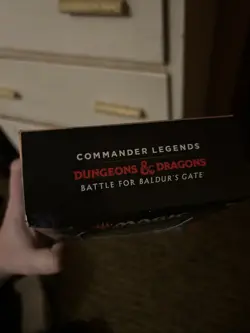 COMMANDER LEGENDS
DUNGEONS & DRAGONS
BATTLE FOR BALDUR'S GATE